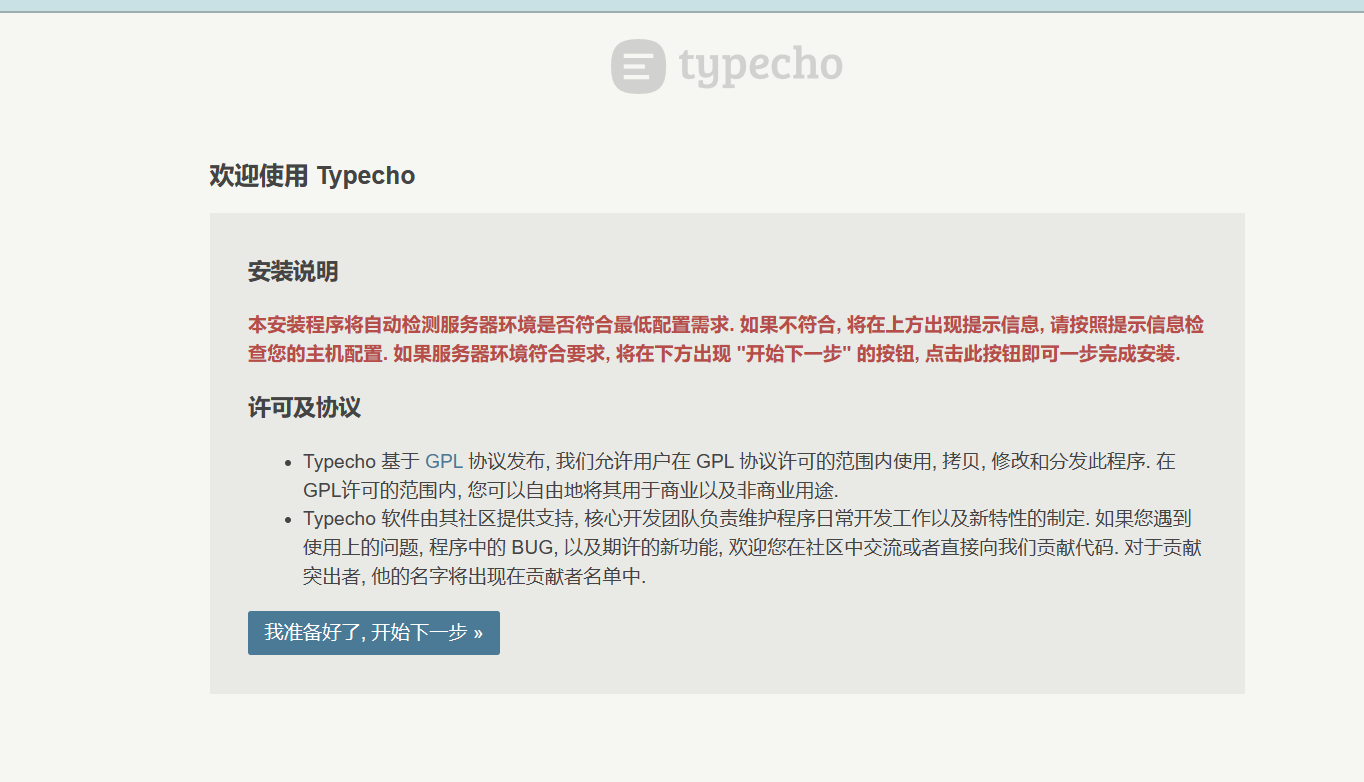 typecho
欢迎使用 Typecho
安装说明
本安装程序将自动检测服务器环境是否符合最低配置需求. 如果不符合, 将在上方出现提示信息, 请按照提示信息检
查您的主机配置. 如果服务器环境符合要求, 将在下方出现 "开始下一步" 的按钮, 点击此按钮即可一步完成安装.
许可及协议
• Typecho 基于 GPL 协议发布, 我们允许用户在 GPL 协议许可的范围内使用, 拷贝, 修改和分发此程序. 在
GPL许可的范围内, 您可以自由地将其用于商业以及非商业用途.
• Typecho 软件由其社区提供支持, 核心开发团队负责维护程序日常开发工作以及新特性的制定. 如果您遇到
使用上的问题, 程序中的 BUG, 以及期许的新功能, 欢迎您在社区中交流或者直接向我们贡献代码. 对于贡献
突出者, 他的名字将出现在贡献者名单中.
我准备好了, 开始下一步 »